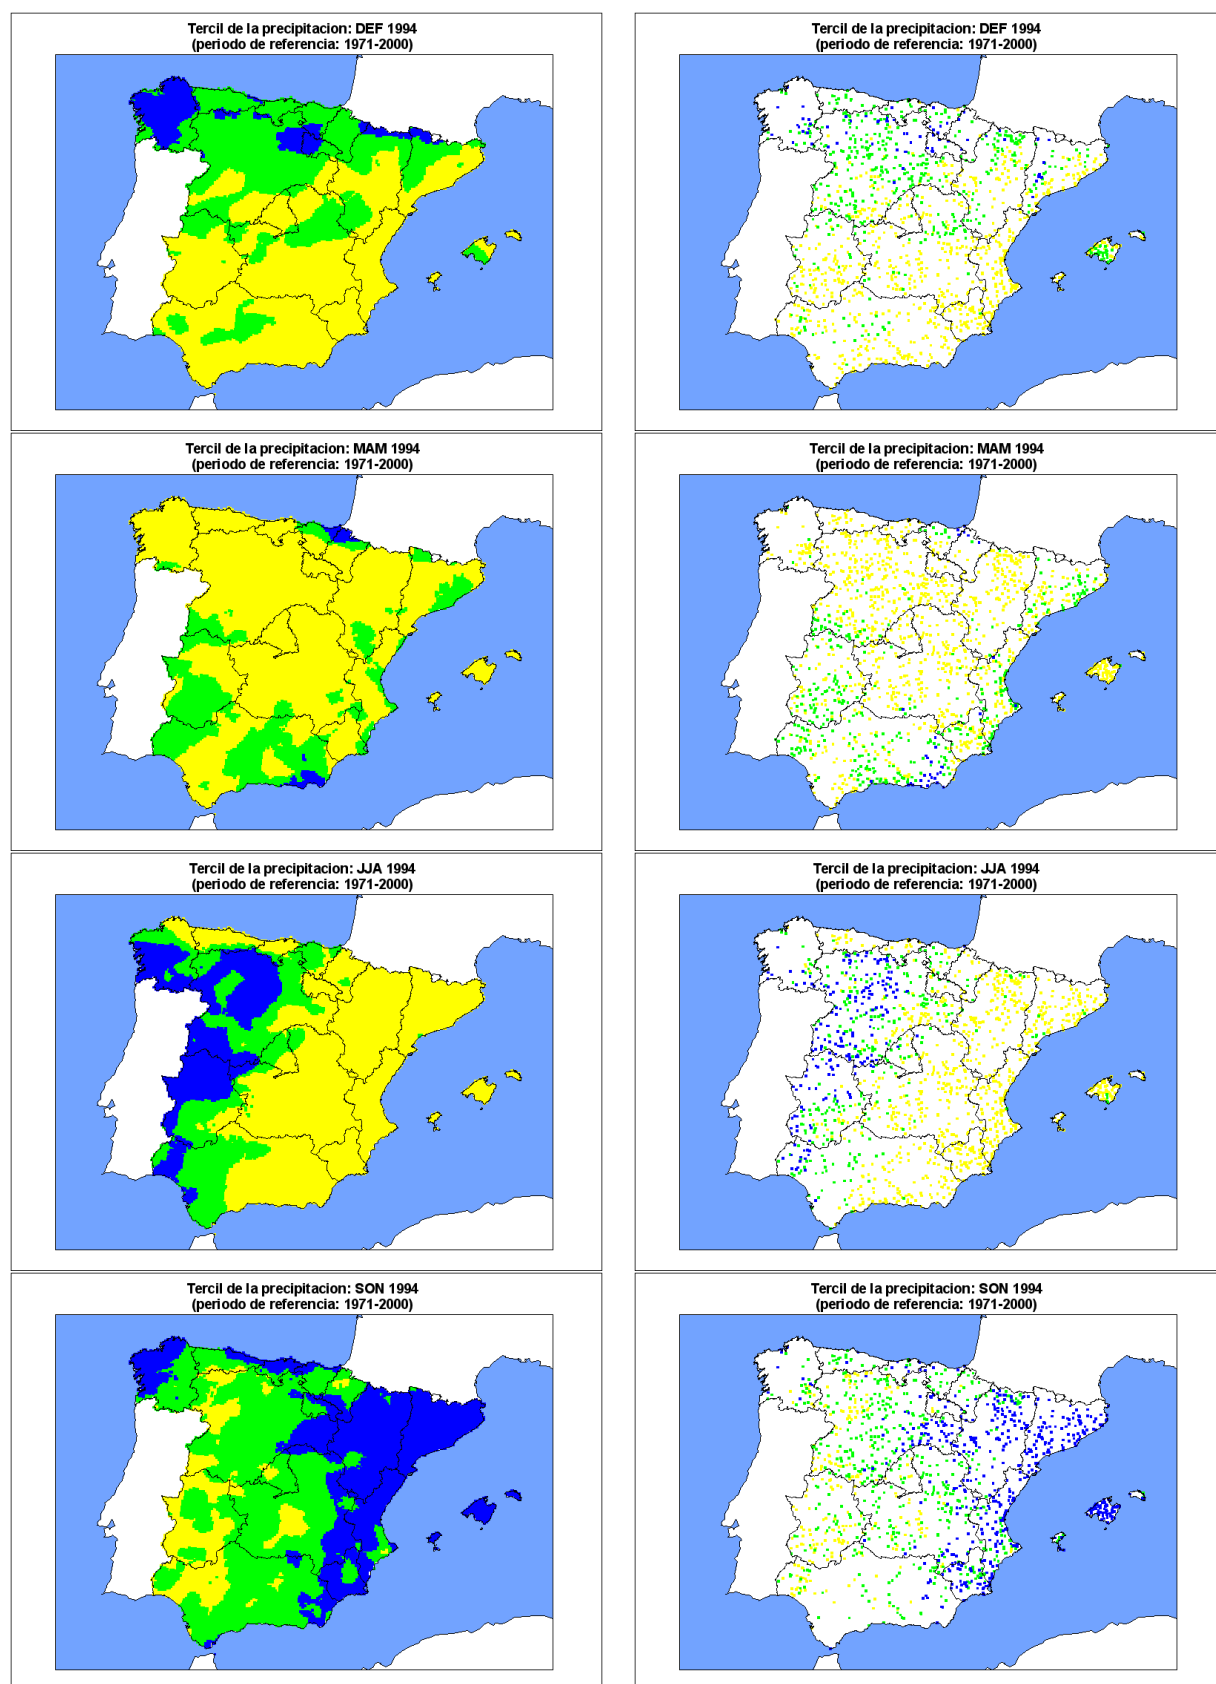 Tercil de la precipitacion: DEF 1994
(periodo de referencia: 1971-2000)
Tercil de la precipitacion: DEF 1994
(periodo de referencia: 1971-2000)
Tercil de la precipitacion: MAM 1994
(periodo de referencia: 1971-2000)
Tercil de la precipitacion: MAM 1994
(periodo de referencia: 1971-2000)
Tercil de la precipitacion: JJA 1994
(periodo de referencia: 1971-2000)
Tercil de la precipitacion: JJA 1994
(periodo de referencia: 1971-2000)
Tercil de la precipitacion: SON 1994
(periodo de referencia: 1971-2000)
Tercil de la precipitacion: SON 1994
(periodo de referencia: 1971-2000)